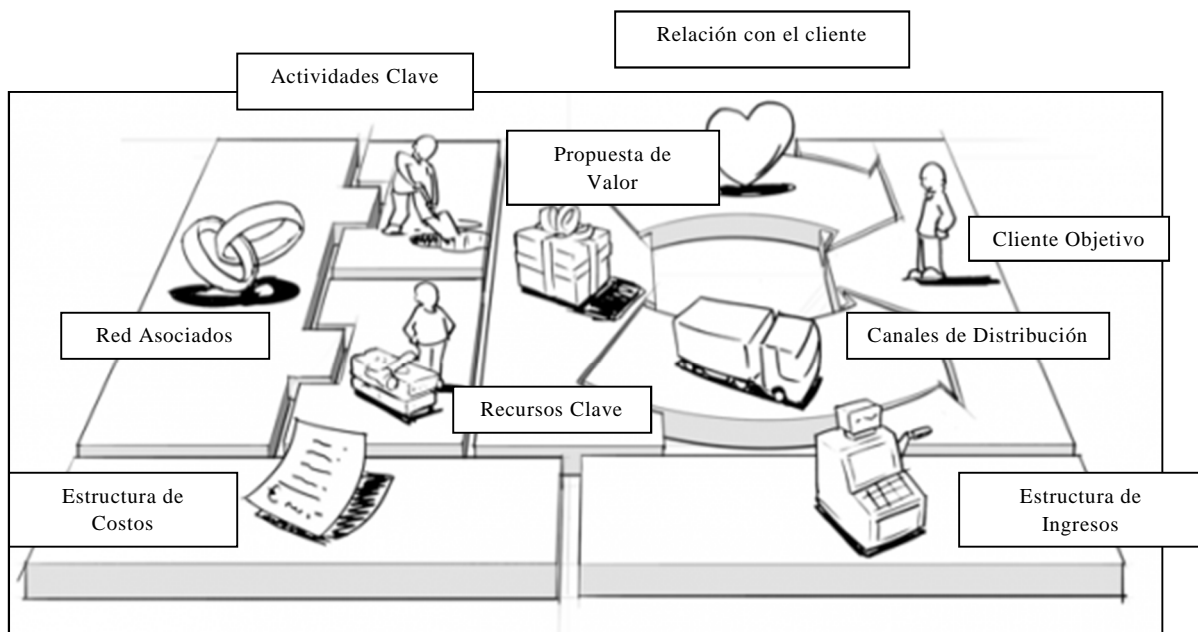 Relación con el cliente
Actividades Clave
Propuesta de
Valor
Cliente Objetivo
Red Asociados
Canales de Distribución
Recursos Clave
Estructura de
Costos
Estructura de
Ingresos